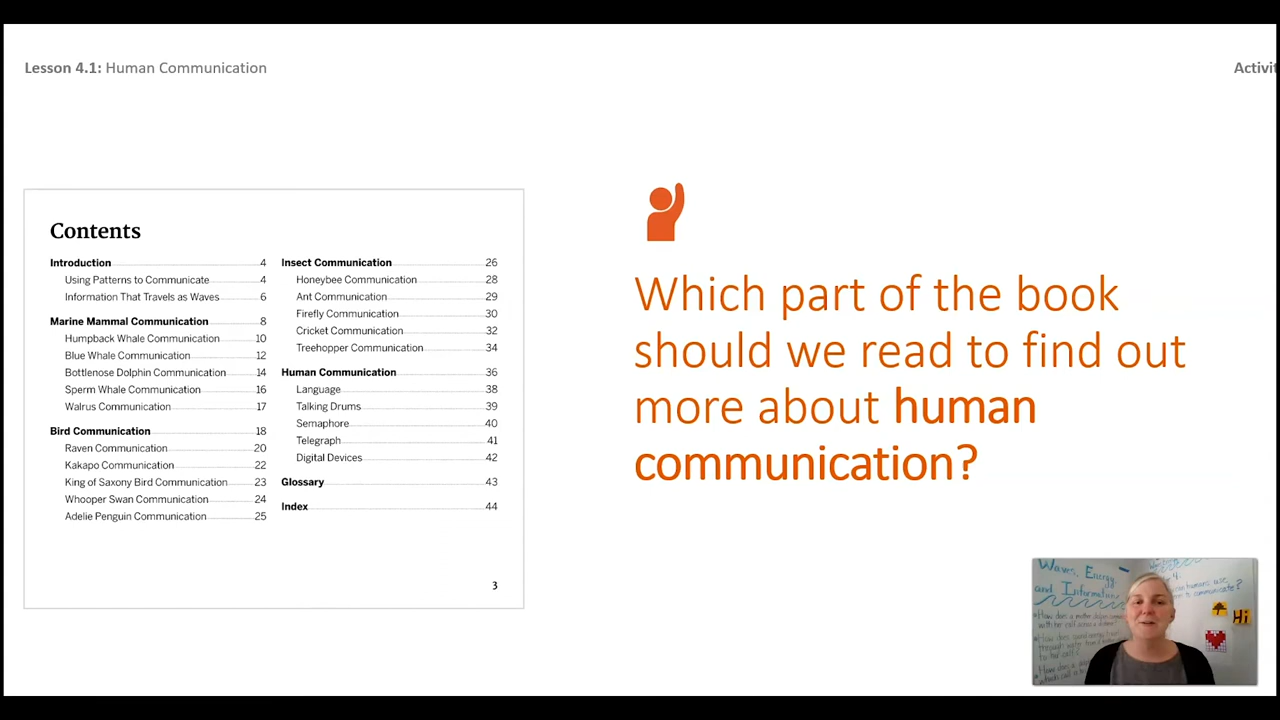 Lesson 4.1: Human Communication
Contents
Introduction 4
Using Patterns to Communicate 4
Information That Travels as Waves 6
Marine Mammal Communication 8
Humpback Whale Communication 10
Blue Whale Communication 12
Bottlenose Dolphin Communication 14
Sperm Whale Communication 16
Walrus Communication 17
Bird Communication 18
Raven Communication 20
Kakapo Communication 22
King of Saxony Bird Communication 23
Whooper Swan Communication 24
Adelie Penguin Communication 25
Insect Communication 26
Honeybee Communication 28
Ant Communication 29
Firefly Communication 30
Cricket Communication 32
Treehopper Communication 34
Human Communication 36
Language 38
Talking Drums 39
Semaphore 40
Telegraph 41
Digital Devices 42
Glossary 43
Index 44
3
Which part of the book
should we read to find out
more about human
communication?
Waves, Energy,
and Information
Hi